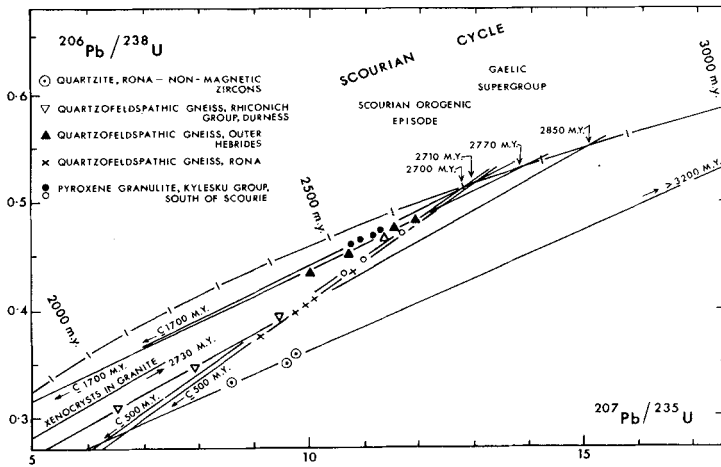 206Pb/238U
SCOURIAN CYCLE
GAELIC
SUPERGROUP
SCOURIAN OROGENIC
EPISODE
3000 m.y.
QUARTZITE, RONA – NON-MAGNETIC
ZIRCONS
QUARTZOFELDSPATHIC GNEISS, RHICONICH
GROUP, DURNESS
QUARTZOFELDSPATHIC GNEISS, OUTER
HEBRIDES
QUARTZOFELDSPATHIC GNEISS, RONA
PYROXENE GRANULITE, KYLESKU GROUP,
SOUTH OF SCOURIE
2850 M.Y.
2770 M.Y.
2710 M.Y.
2700 M.Y.
2500 m.y.
>3200 M.Y.
2000 m.y.
C 1700 M.Y.
C 1700 M.Y.
XENOCRYSTS IN GRANITE
2730 M.Y.
C 500 M.Y.
C 500 M.Y.
207Pb/235U
0.6
0.5
0.4
0.3
5 10 15